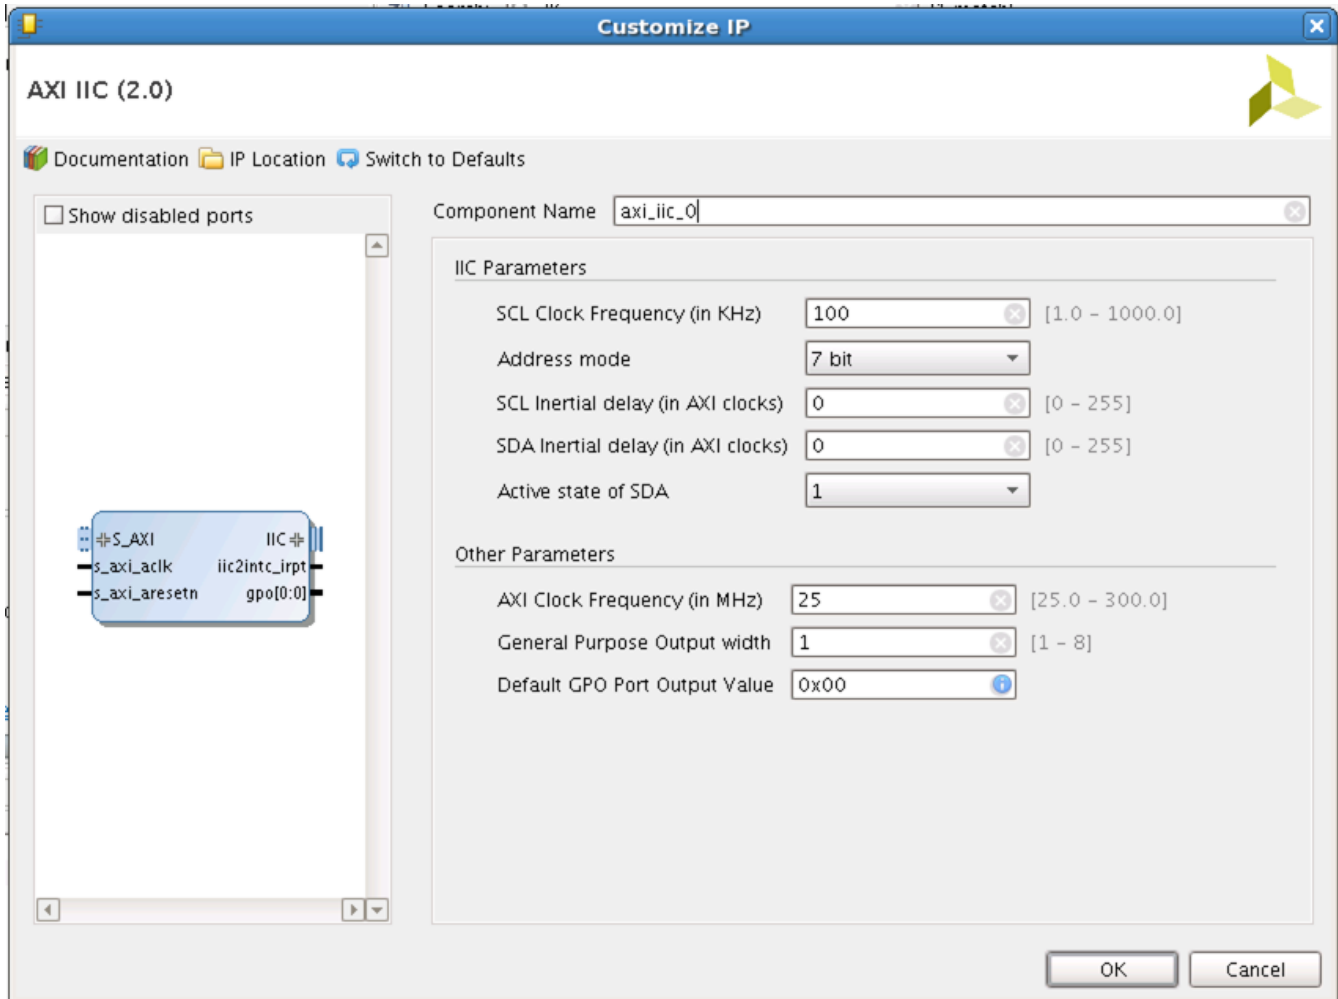 Customize IP
AXI IIC (2.0)
Documentation IP Location Switch to Defaults
Show disabled ports
S_AXI IIC
s_axi_aclk iic2intc_irpt
s_axi_aresetn gpo[0:0]
Component Name axi_iic_0
IIC Parameters
SCL Clock Frequency (in KHz) 100 [1.0 - 1000.0]
Address mode 7 bit
SCL Inertial delay (in AXI clocks) 0 [0 - 255]
SDA Inertial delay (in AXI clocks) 0 [0 - 255]
Active state of SDA 1
Other Parameters
AXI Clock Frequency (in MHz) 25 [25.0 - 300.0]
General Purpose Output width 1 [1 - 8]
Default GPO Port Output Value 0x00
OK Cancel